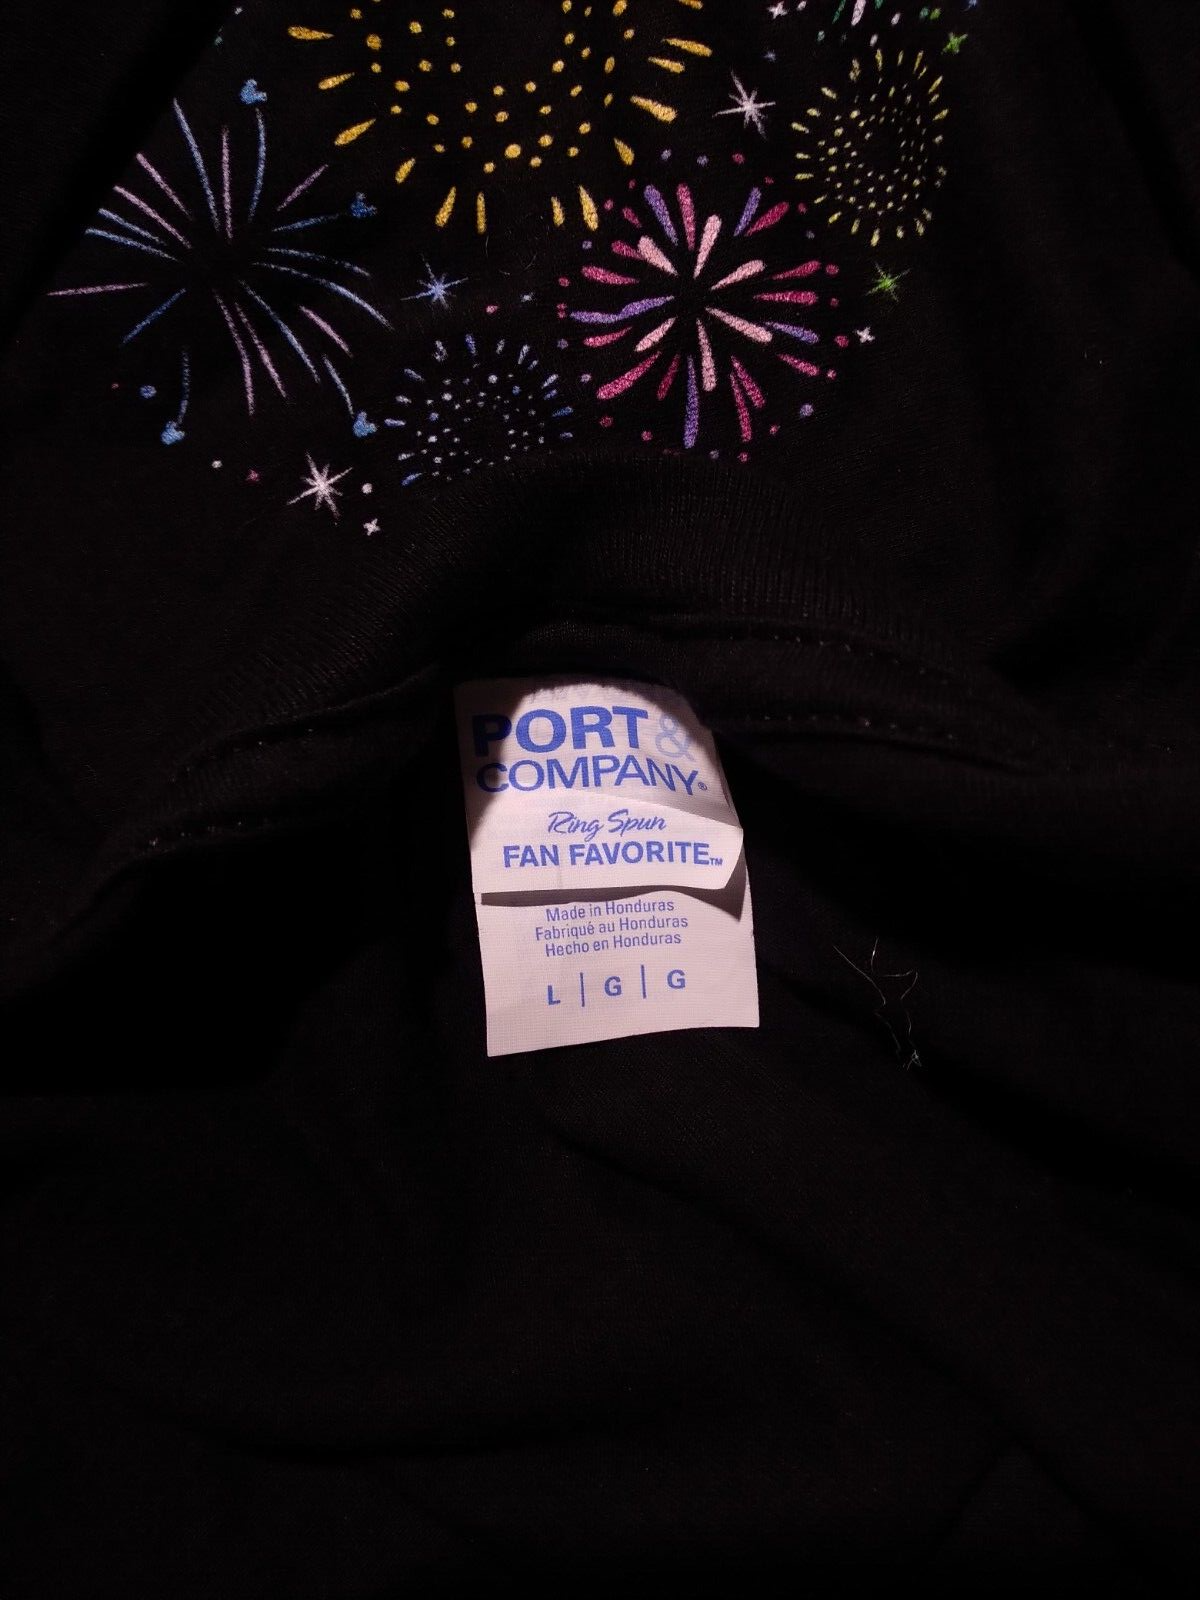 PORT &
COMPANY®
Ring Spun
FAN FAVORITE™
Made in Honduras
Fabriqué au Honduras
Hecho en Honduras
L | G | G